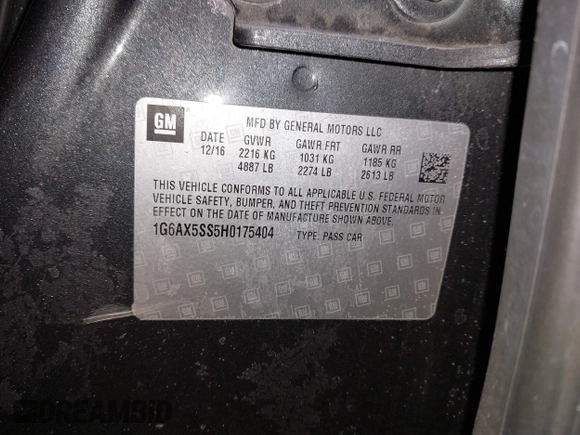 GM
MFD BY GENERAL MOTORS LLC
DATE GVWR GAWR FRT GAWR RR
12/16 2216 KG 1031 KG 1185 KG
4887 LB 2274 LB 2613 LB
THIS VEHICLE CONFORMS TO ALL APPLICABLE U.S. FEDERAL MOTOR
VEHICLE SAFETY, BUMPER, AND THEFT PREVENTION STANDARDS IN
EFFECT ON THE DATE OF MANUFACTURE SHOWN ABOVE.
1G6AX5SS5H0175404 TYPE: PASS CAR
DREAMBID